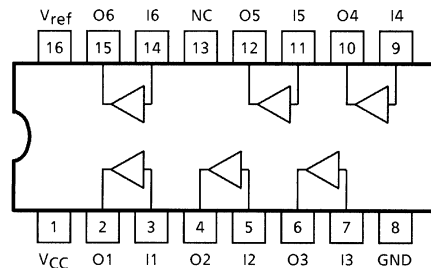 Vref O6 I6 NC O5 I5 O4 I4
16 15 14 13 12 11 10 9
1 2 3 4 5 6 7 8
VCC O1 I1 O2 I2 O3 I3 GND